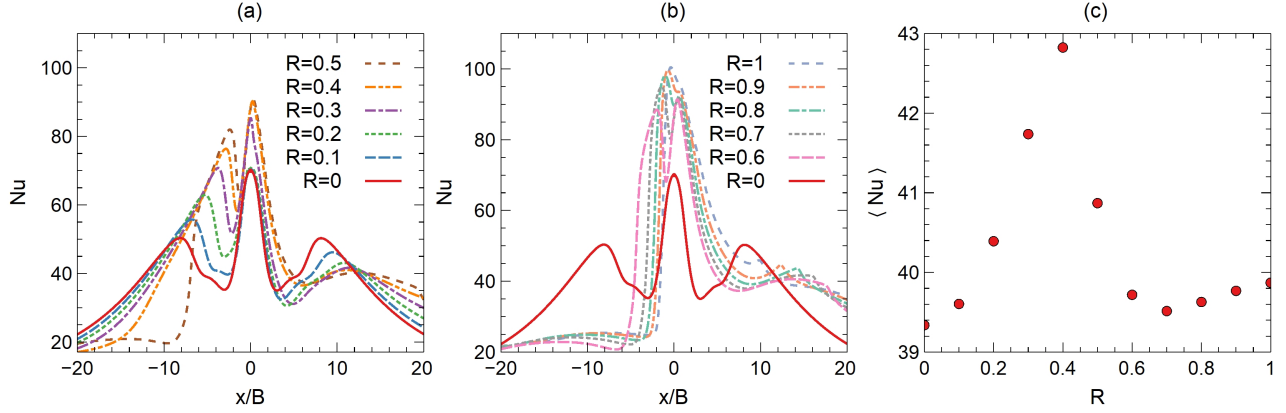 (a)
100
80
60
40
20
Nu
R=0.5
R=0.4
R=0.3
R=0.2
R=0.1
R=0
−20 −10 0 10 20
x/B
(b)
100
80
60
40
20
Nu
R=1
R=0.9
R=0.8
R=0.7
R=0.6
R=0
−20 −10 0 10 20
x/B
(c)
43
42
41
40
39
⟨ Nu ⟩
0 0.2 0.4 0.6 0.8 1
R